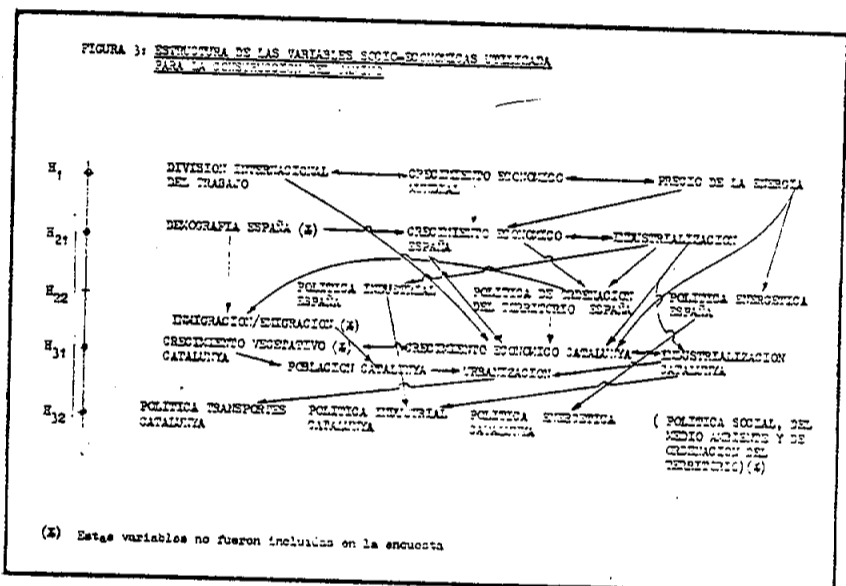 FIGURA 3: ESTRUCTURA DE LAS VARIABLES SOCIO-ECONOMICAS UTILIZADA
PARA LA CONSTRUCCION DEL
H1
DIVISION INTERNACIONAL
DEL TRABAJO
CRECIMIENTO ECONOMICO
MUNDIAL
PRECIO DE LA ENERGIA
H21
DEMOGRAFIA ESPAÑA (X)
CRECIMIENTO ECONOMICO
ESPAÑA
INDUSTRIALIZACION
H22
POLITICA INDUSTRIAL
ESPAÑA
POLITICA DE ORDENACION
DEL TERRITORIO ESPAÑA
POLITICA ENERGETICA
ESPAÑA
INMIGRACION/EMIGRACION (X)
H31
CRECIMIENTO VEGETATIVO (X)
CATALUNYA
CRECIMIENTO ECONOMICO CATALUNYA
INDUSTRIALIZACION
CATALUNYA
POBLACION CATALUNYA
URBANIZACION
H32
POLITICA TRANSPORTES
CATALUNYA
POLITICA INDUSTRIAL
CATALUNYA
POLITICA ENERGETICA
CATALUNYA
( POLITICA SOCIAL, DEL
MEDIO AMBIENTE Y DE
ORDENACION DEL
TERRITORIO)(X)
(X) Estas variables no fueron incluidas en la encuesta